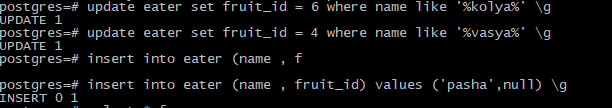 postgres=# update eater set fruit_id = 6 where name like '%kolya%' \g
UPDATE 1
postgres=# update eater set fruit_id = 4 where name like '%vasya%' \g
UPDATE 1
postgres=# insert into eater (name , f
postgres=# insert into eater (name , fruit_id) values ('pasha',null) \g
INSERT 0 1